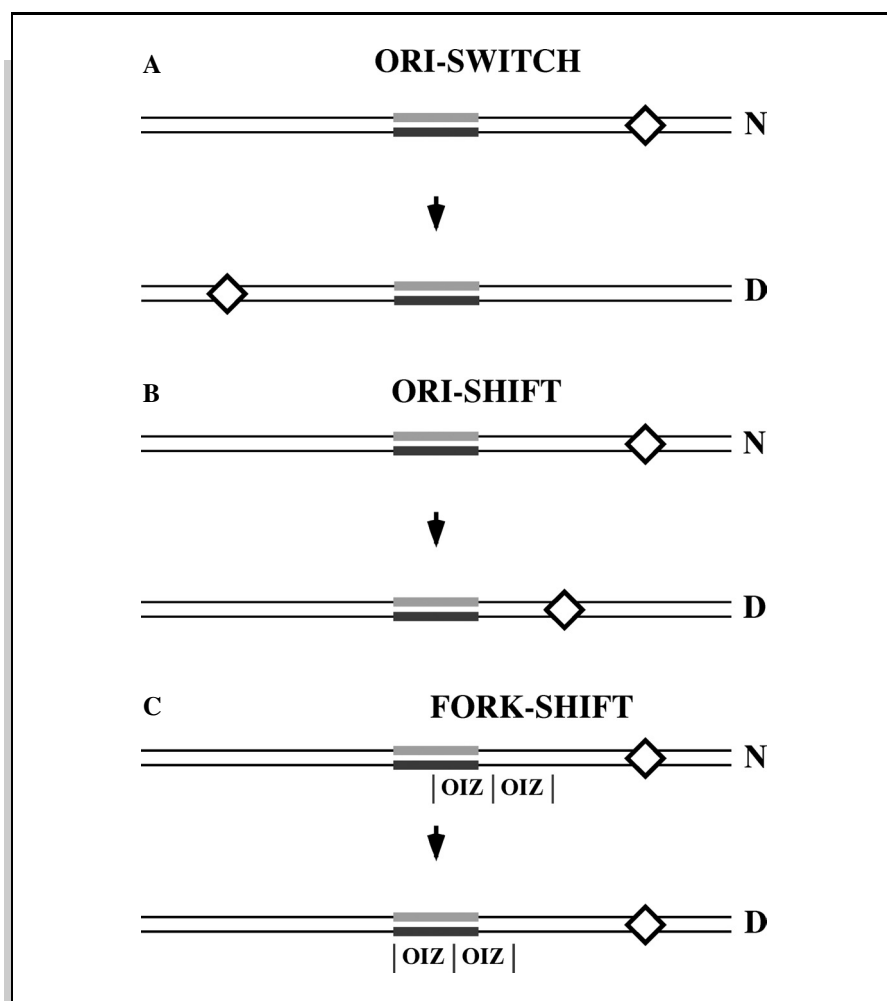 A ORI-SWITCH
N
D
B ORI-SHIFT
N
D
C FORK-SHIFT
N
|OIZ|OIZ|
D
|OIZ|OIZ|